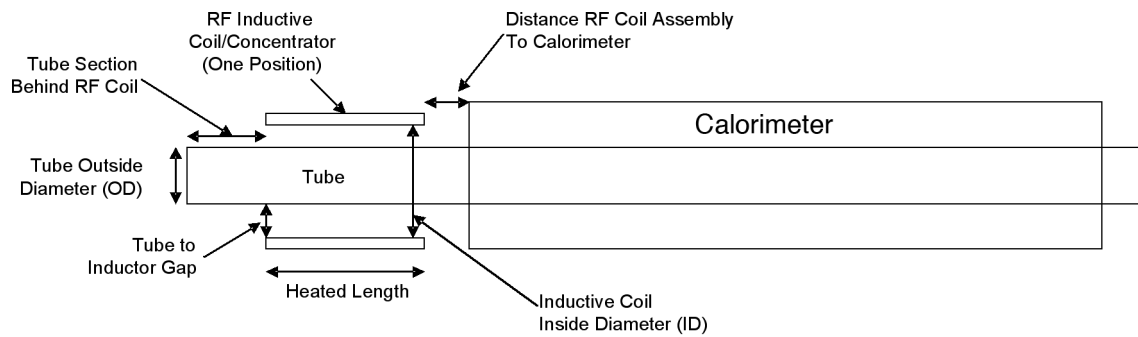 RF Inductive
Coil/Concentrator
(One Position)
Distance RF Coil Assembly
To Calorimeter
Tube Section
Behind RF Coil
Calorimeter
Tube Outside
Diameter (OD)
Tube
Tube to
Inductor Gap
Heated Length
Inductive Coil
Inside Diameter (ID)